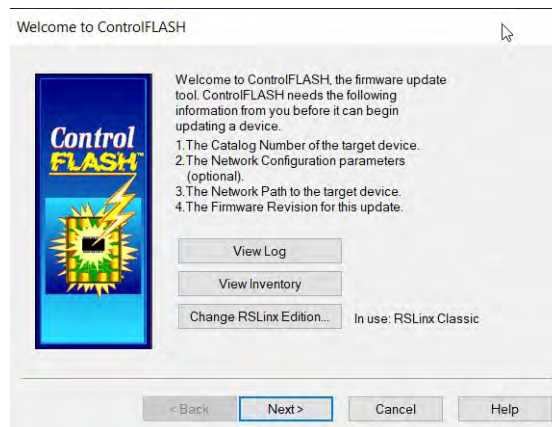 Welcome to ControlFLASH
Control
FLASH™
Welcome to ControlFLASH, the firmware update
tool. ControlFLASH needs the following
information from you before it can begin
updating a device.
1.The Catalog Number of the target device.
2.The Network Configuration parameters
(optional).
3.The Network Path to the target device.
4.The Firmware Revision for this update.
View Log
View Inventory
Change RSLinx Edition... In use: RSLinx Classic
< Back Next > Cancel Help